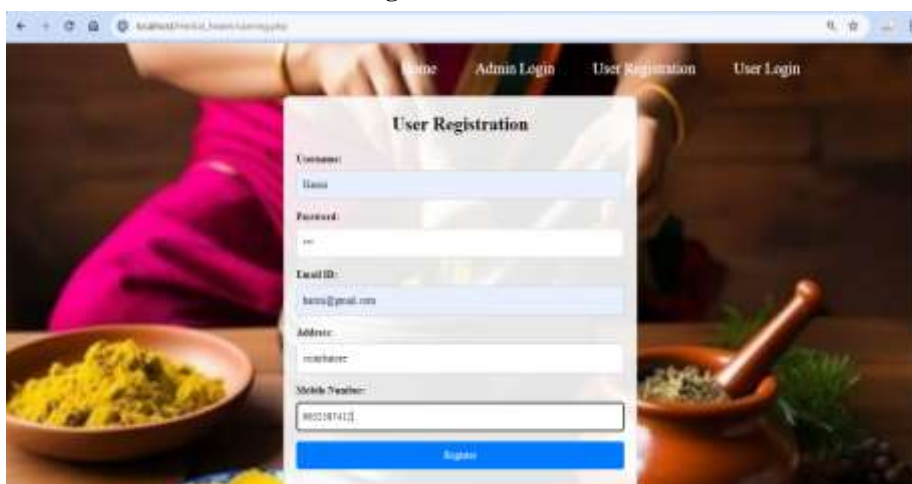 Home Admin Login User Registration User Login
User Registration
Username:
Password:
***
Email ID:
Address:
coimbatore
Mobile Number:
Register